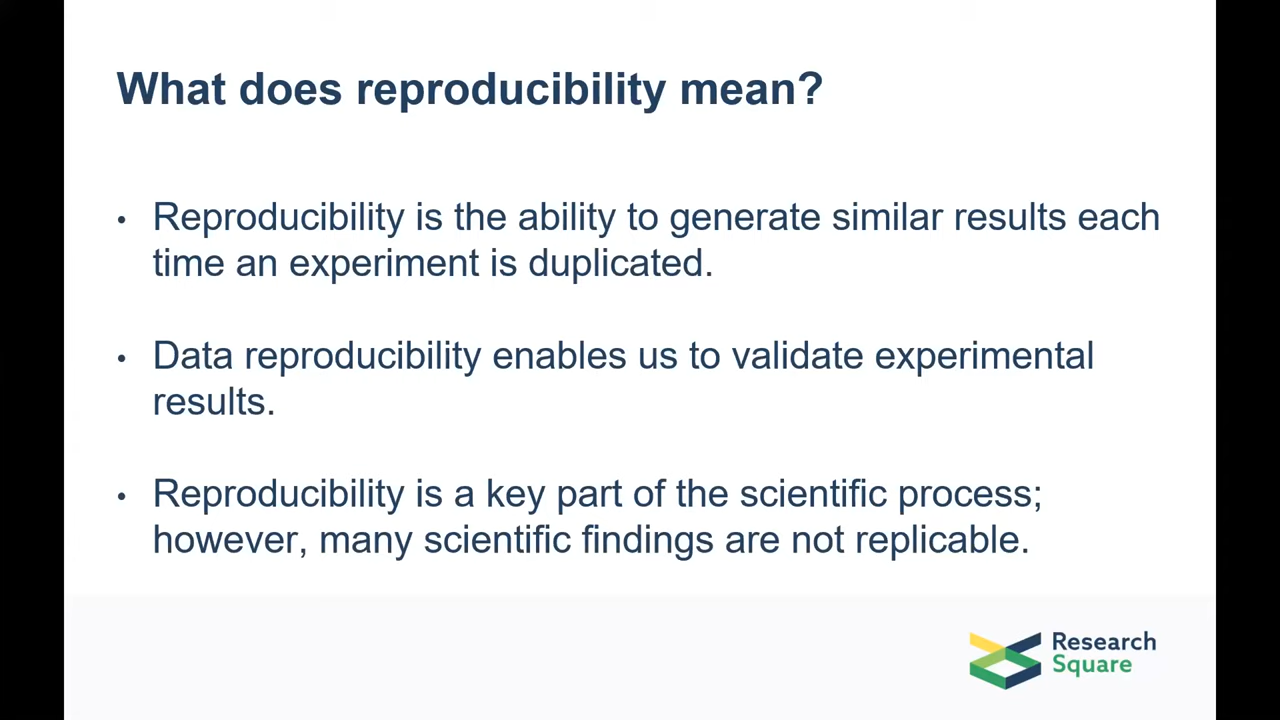 What does reproducibility mean?
• Reproducibility is the ability to generate similar results each
time an experiment is duplicated.
• Data reproducibility enables us to validate experimental
results.
• Reproducibility is a key part of the scientific process;
however, many scientific findings are not replicable.
Research
Square